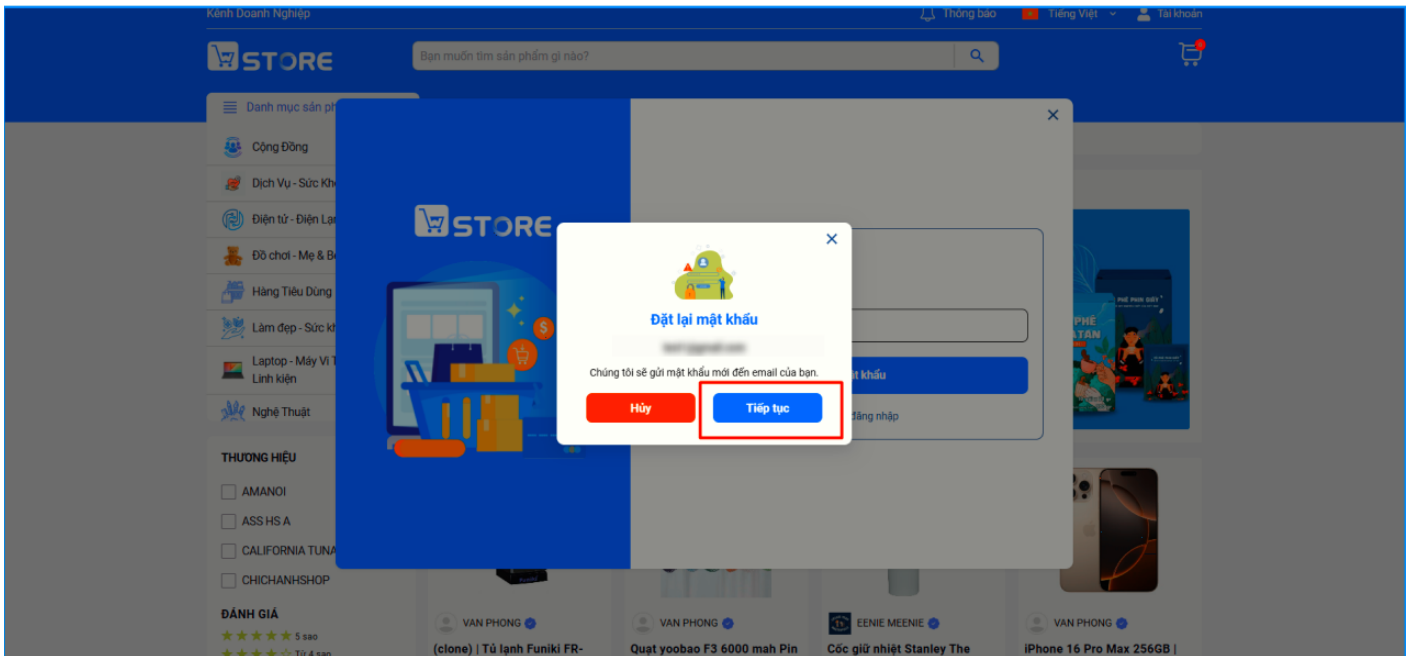 Kênh Doanh Nghiệp
Thông báo
Tiếng Việt
Tài khoản
STORE
Bạn muốn tìm sản phẩm gì nào?
Danh mục sản
Cộng Đồng
Dịch Vụ - Sức
Điện tử - Điện
Đồ chơi - Mẹ &
Hàng Tiêu Dùng
Làm đẹp - Sức
Laptop - Máy Vi
Linh kiện
Nghệ Thuật
THƯƠNG HIỆU
AMANOI
ASS HS A
CALIFORNIA TUNA
CHICHANHSHOP
ĐÁNH GIÁ
5 sao
Từ 4 sao
STORE
Đặt lại mật khẩu
Chúng tôi sẽ gửi mật khẩu mới đến email của bạn.
Hủy
Tiếp tục
khẩu
đăng nhập
VAN PHONG
(clone) | Tủ lạnh Funiki FR-
VAN PHONG
Quạt yoobao F3 6000 mah Pin
EENIE MEENIE
Cốc giữ nhiệt Stanley The
VAN PHONG
iPhone 16 Pro Max 256GB |